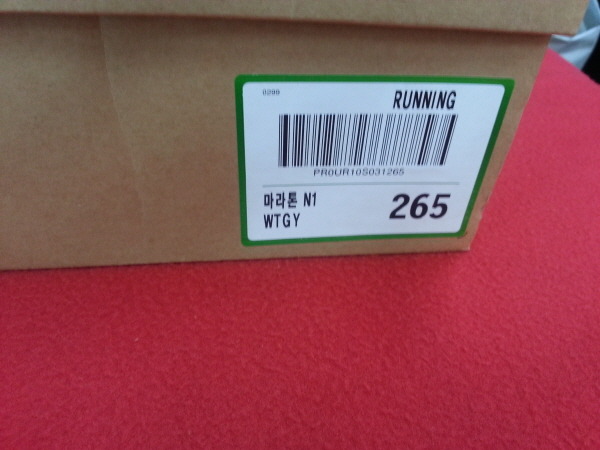 0299
RUNNING
PR0UR10S031265
마라톤 N1
WTGY
265